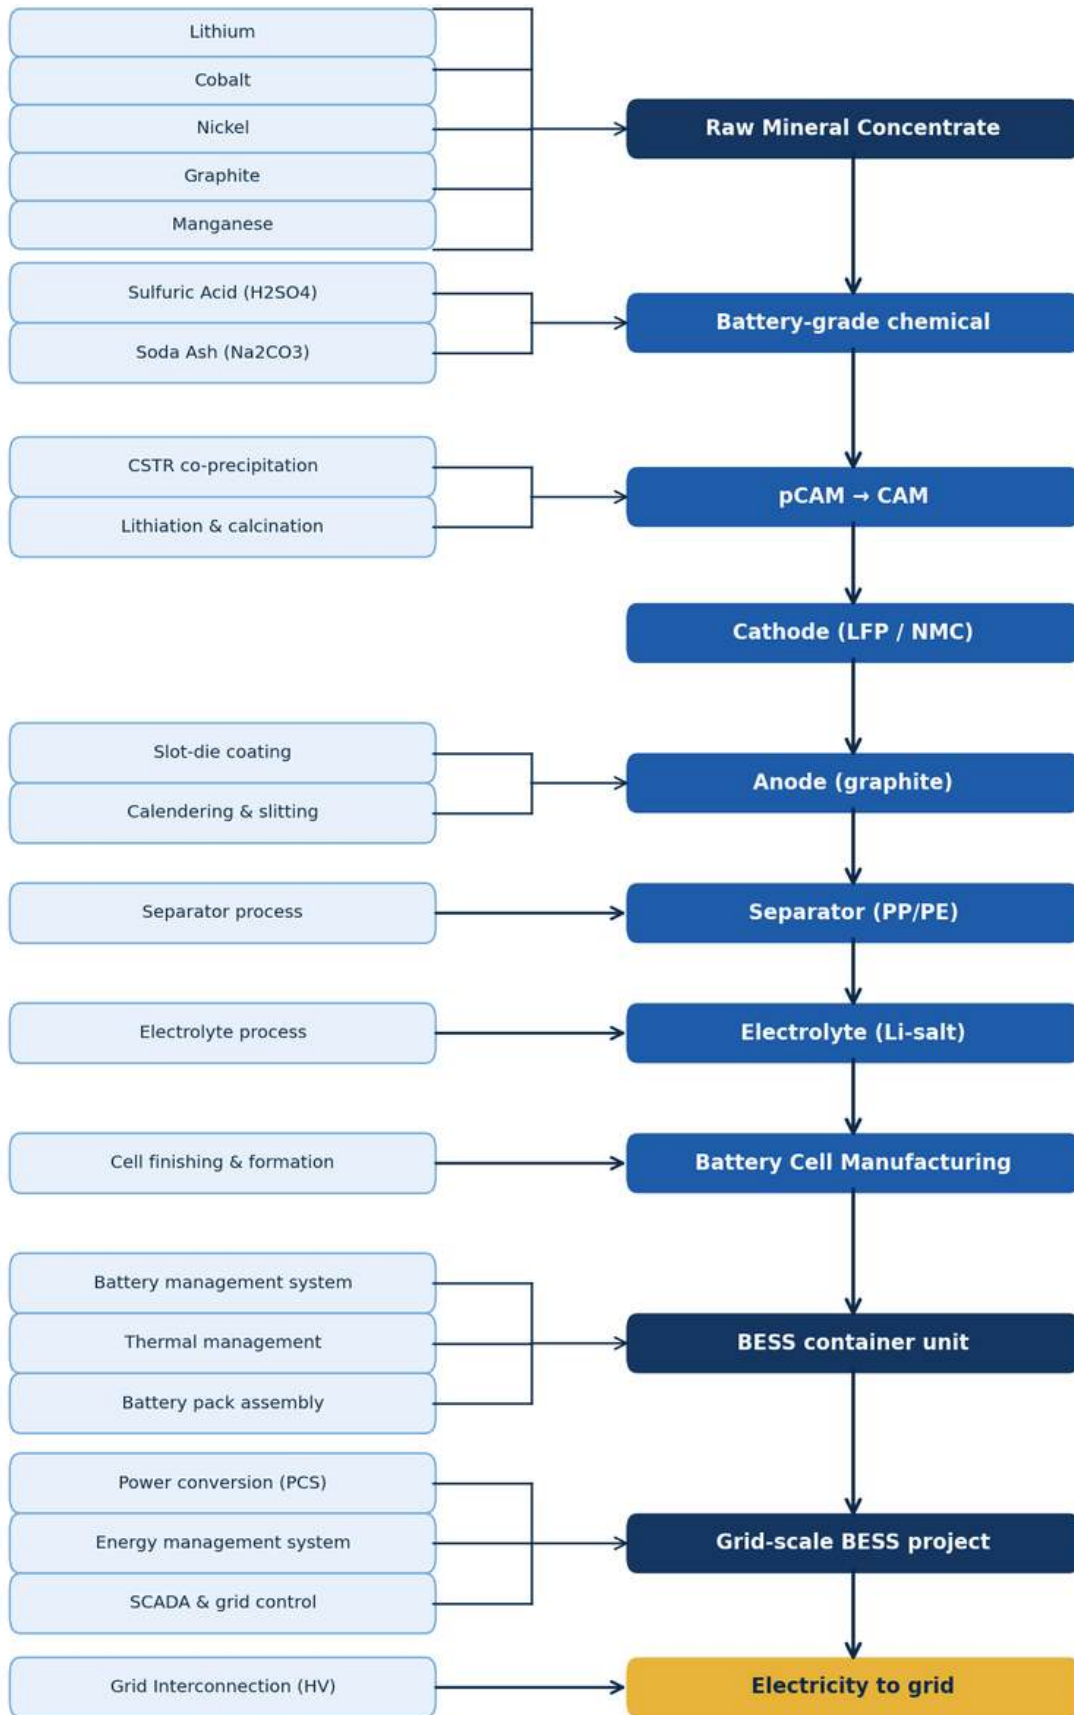 Lithium
Cobalt
Nickel
Graphite
Manganese
Raw Mineral Concentrate
Sulfuric Acid (H2SO4)
Soda Ash (Na2CO3)
Battery-grade chemical
CSTR co-precipitation
Lithiation & calcination
pCAM → CAM
Cathode (LFP / NMC)
Slot-die coating
Calendering & slitting
Anode (graphite)
Separator process
Separator (PP/PE)
Electrolyte process
Electrolyte (Li-salt)
Cell finishing & formation
Battery Cell Manufacturing
Battery management system
Thermal management
Battery pack assembly
BESS container unit
Power conversion (PCS)
Energy management system
SCADA & grid control
Grid-scale BESS project
Grid Interconnection (HV)
Electricity to grid